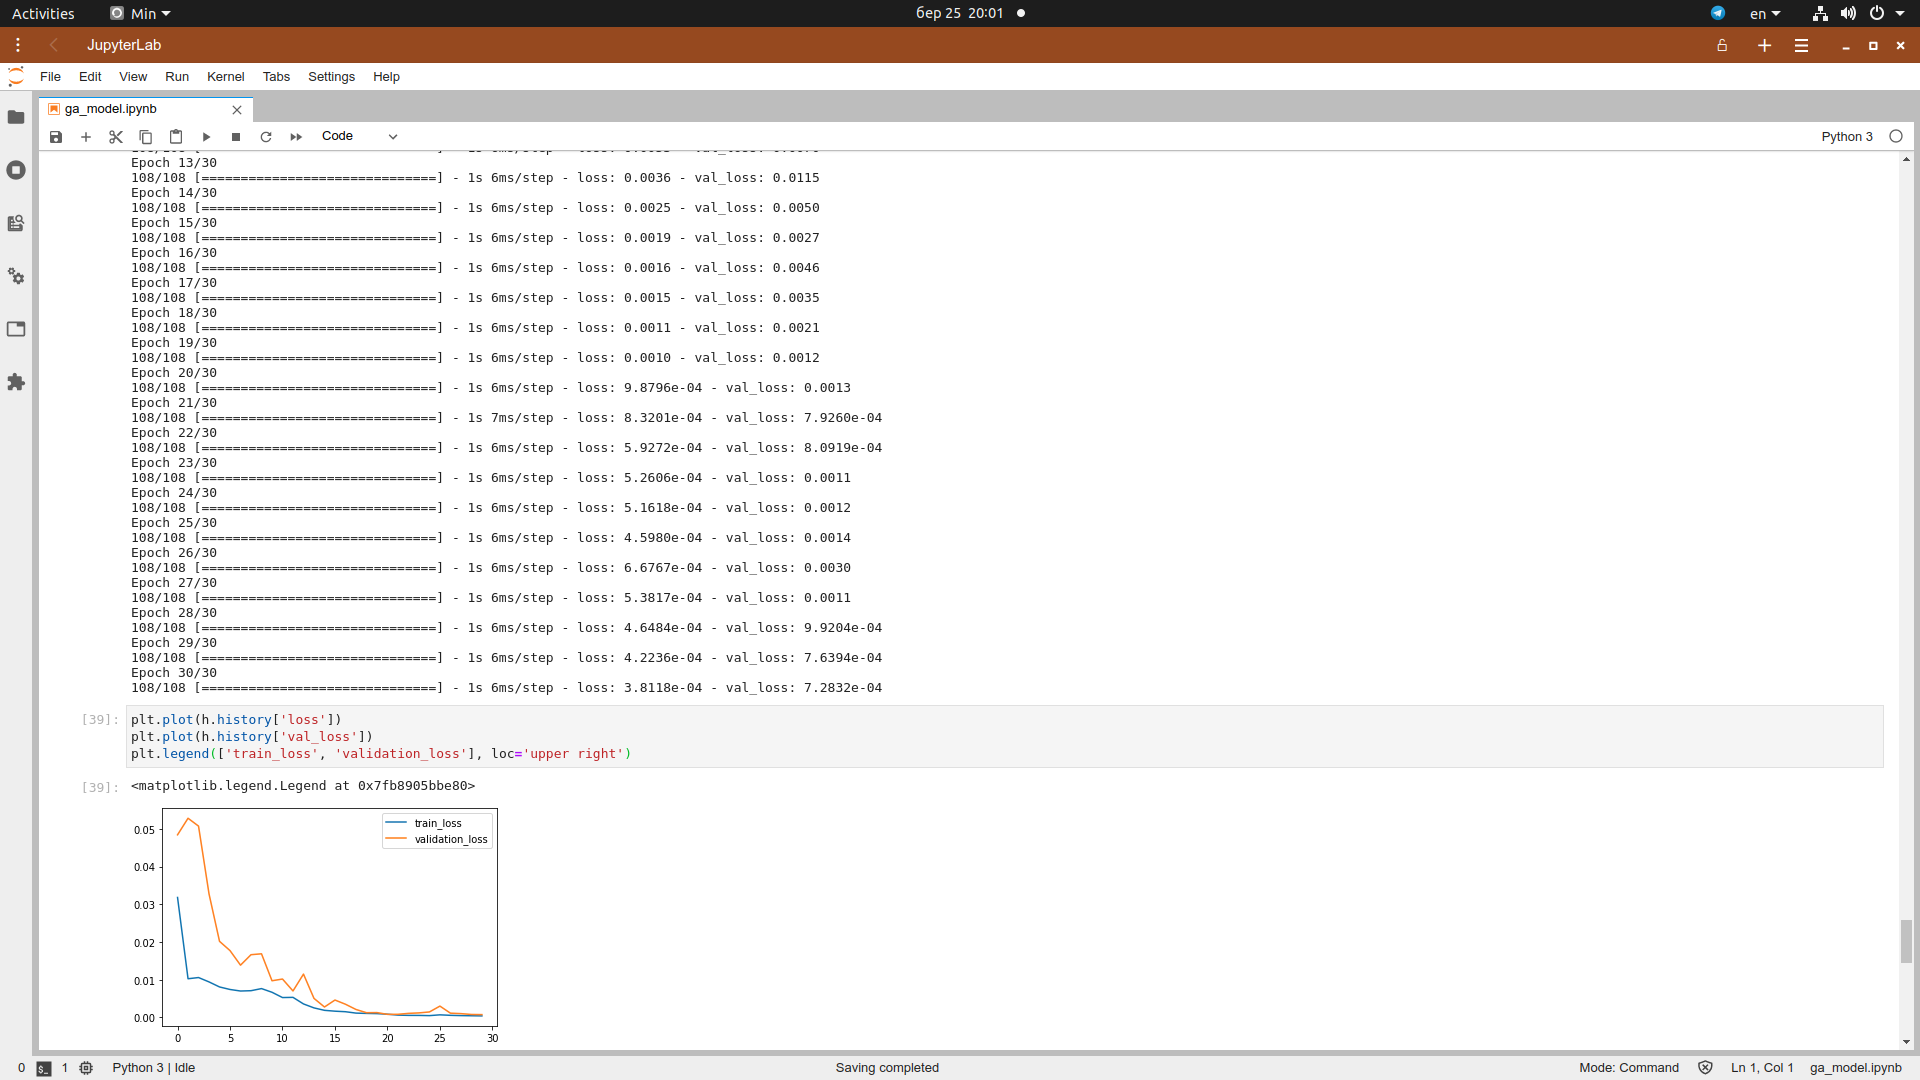 Activities Min бер 25 20:01 en
JupyterLab
File Edit View Run Kernel Tabs Settings Help
ga_model.ipynb
Code Python 3
Epoch 13/30
108/108 [==============================] - 1s 6ms/step - loss: 0.0036 - val_loss: 0.0115
Epoch 14/30
108/108 [==============================] - 1s 6ms/step - loss: 0.0025 - val_loss: 0.0050
Epoch 15/30
108/108 [==============================] - 1s 6ms/step - loss: 0.0019 - val_loss: 0.0027
Epoch 16/30
108/108 [==============================] - 1s 6ms/step - loss: 0.0016 - val_loss: 0.0046
Epoch 17/30
108/108 [==============================] - 1s 6ms/step - loss: 0.0015 - val_loss: 0.0035
Epoch 18/30
108/108 [==============================] - 1s 6ms/step - loss: 0.0011 - val_loss: 0.0021
Epoch 19/30
108/108 [==============================] - 1s 6ms/step - loss: 0.0010 - val_loss: 0.0012
Epoch 20/30
108/108 [==============================] - 1s 6ms/step - loss: 9.8796e-04 - val_loss: 0.0013
Epoch 21/30
108/108 [==============================] - 1s 7ms/step - loss: 8.3201e-04 - val_loss: 7.9260e-04
Epoch 22/30
108/108 [==============================] - 1s 6ms/step - loss: 5.9272e-04 - val_loss: 8.0919e-04
Epoch 23/30
108/108 [==============================] - 1s 6ms/step - loss: 5.2606e-04 - val_loss: 0.0011
Epoch 24/30
108/108 [==============================] - 1s 6ms/step - loss: 5.1618e-04 - val_loss: 0.0012
Epoch 25/30
108/108 [==============================] - 1s 6ms/step - loss: 4.5980e-04 - val_loss: 0.0014
Epoch 26/30
108/108 [==============================] - 1s 6ms/step - loss: 6.6767e-04 - val_loss: 0.0030
Epoch 27/30
108/108 [==============================] - 1s 6ms/step - loss: 5.3817e-04 - val_loss: 0.0011
Epoch 28/30
108/108 [==============================] - 1s 6ms/step - loss: 4.6484e-04 - val_loss: 9.9204e-04
Epoch 29/30
108/108 [==============================] - 1s 6ms/step - loss: 4.2236e-04 - val_loss: 7.6394e-04
Epoch 30/30
108/108 [==============================] - 1s 6ms/step - loss: 3.8118e-04 - val_loss: 7.2832e-04
[39]: plt.plot(h.history['loss'])
plt.plot(h.history['val_loss'])
plt.legend(['train_loss', 'validation_loss'], loc='upper right')
[39]: <matplotlib.legend.Legend at 0x7fb8905bbe80>
train_loss
validation_loss
0.05
0.04
0.03
0.02
0.01
0.00
0 5 10 15 20 25 30
0 1 Python 3 | Idle Saving completed Mode: Command Ln 1, Col 1 ga_model.ipynb